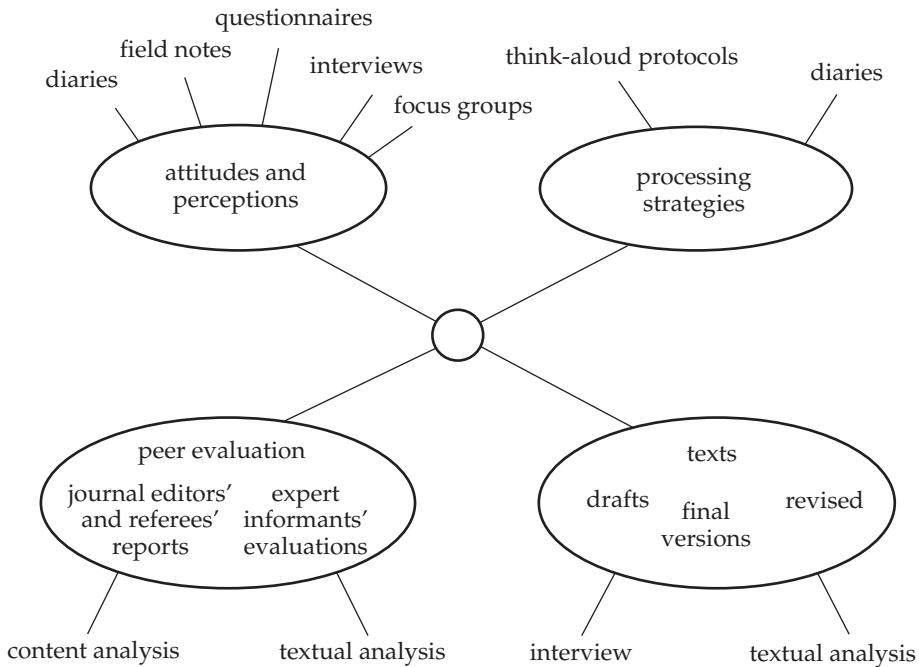 questionnaires
field notes
diaries
interviews
focus groups
attitudes and
perceptions
think-aloud protocols
diaries
processing
strategies
peer evaluation
journal editors’
and referees’
reports
expert
informants’
evaluations
content analysis
textual analysis
texts
drafts
final
versions
revised
interview
textual analysis